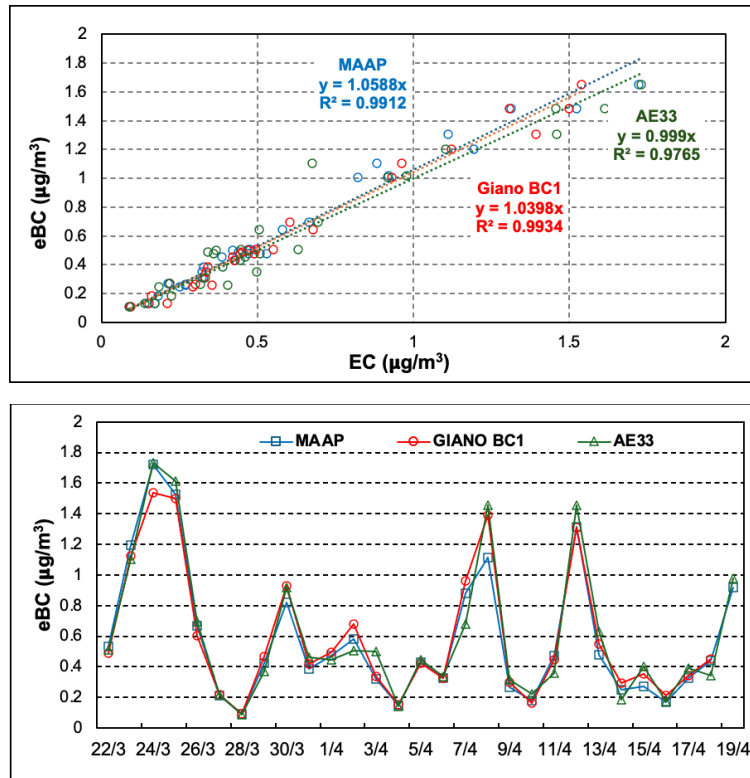 2
1.8
1.6
1.4
1.2
1
0.8
0.6
0.4
0.2
0
eBC (µg/m³)
MAAP
y = 1.0588x
R² = 0.9912
AE33
y = 0.999x
R² = 0.9765
Giano BC1
y = 1.0398x
R² = 0.9934
0 0.5 1 1.5 2
EC (µg/m³)
2
1.8
1.6
1.4
1.2
1
0.8
0.6
0.4
0.2
0
eBC (µg/m³)
MAAP GIANO BC1 AE33
22/3 24/3 26/3 28/3 30/3 1/4 3/4 5/4 7/4 9/4 11/4 13/4 15/4 17/4 19/4